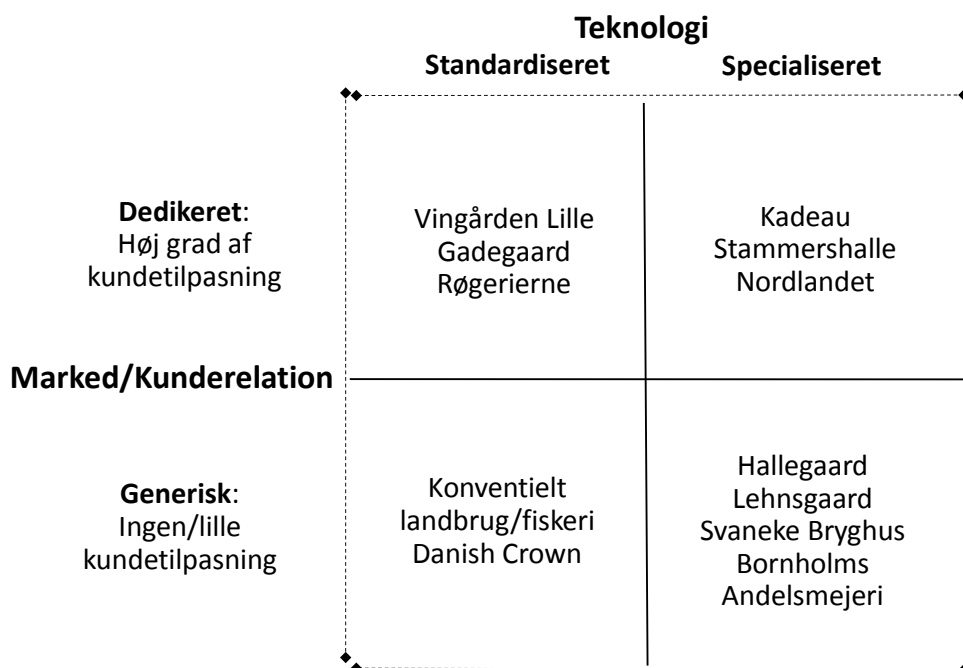 Teknologi
Standardiseret
Specialiseret
Dedikeret:
Høj grad af
kundetilpasning
Vingården Lille
Gadegaard
Røgerierne
Kadeau
Stammershalle
Nordlandet
Marked/Kunderelation
Generisk:
Ingen/lille
kundetilpasning
Konventielt
landbrug/fiskeri
Danish Crown
Hallegaard
Lehnsgaard
Svaneke Bryghus
Bornholms
Andelsmejeri